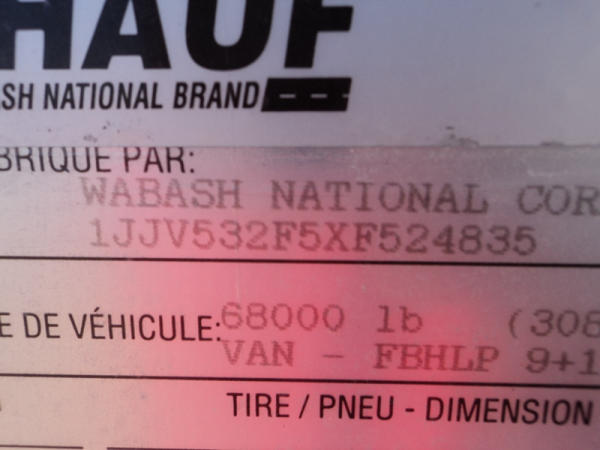 HAUF
SH NATIONAL BRAND
BRIQUE PAR:
WABASH NATIONAL COR
1JJV532F5XF524835
E DE VÉHICULE: 68000 lb (308
VAN - FBHLP 9+1
TIRE / PNEU - DIMENSION